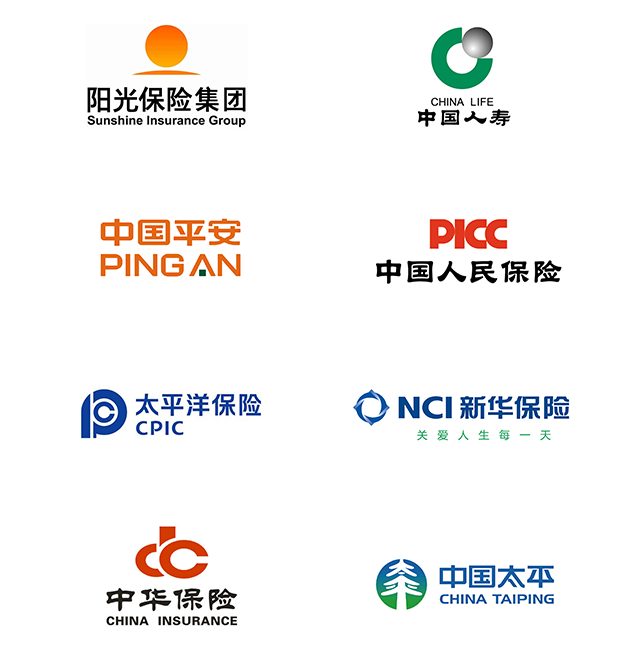 阳光保险集团
Sunshine Insurance Group
CHINA LIFE
中国人寿
中国平安
PING AN
PICC
中国人民保险
太平洋保险
CPIC
NCI 新华保险
关爱人生每一天
中华保险
CHINA INSURANCE
中国太平
CHINA TAIPING